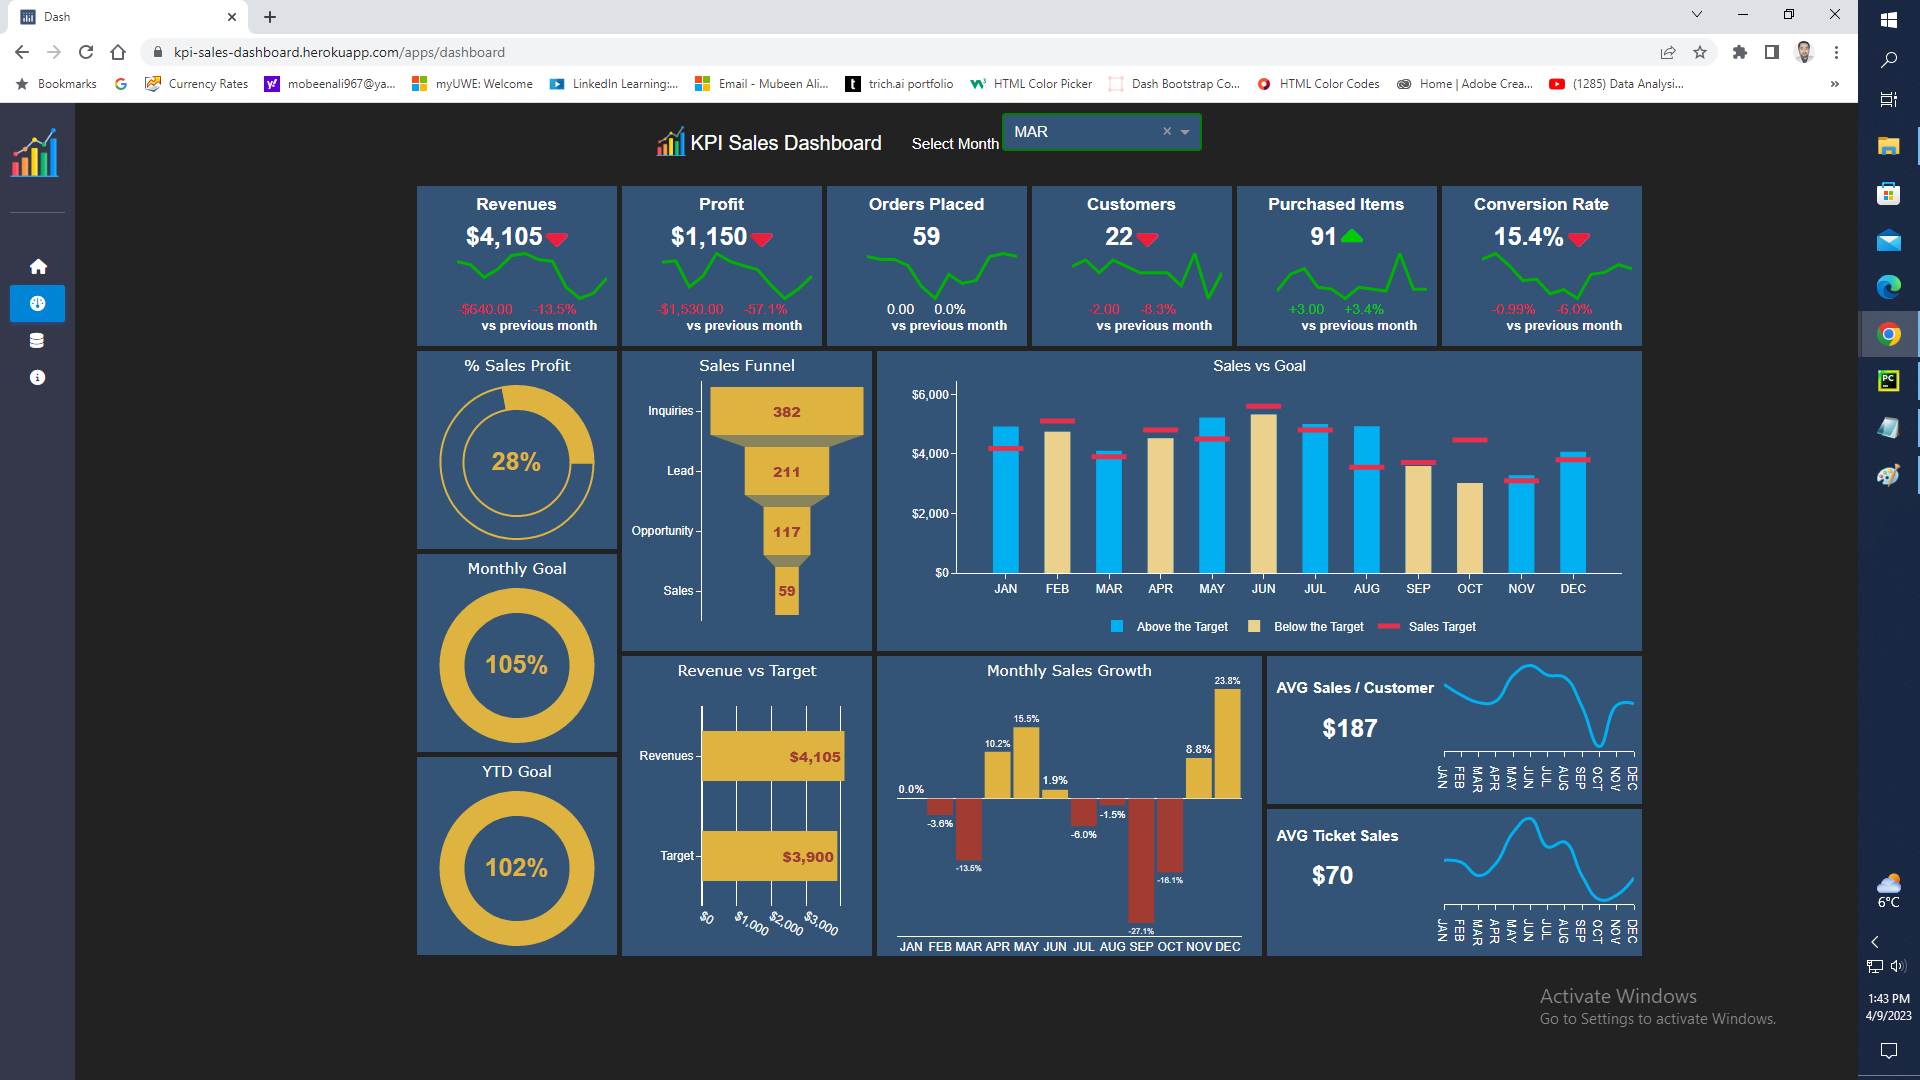 Dash
kpi-sales-dashboard.herokuapp.com/apps/dashboard
Bookmarks
Currency Rates
mobeenali967@ya...
myUWE: Welcome
LinkedIn Learning:...
Email - Mubeen Ali...
trich.ai portfolio
HTML Color Picker
Dash Bootstrap Co...
HTML Color Codes
Home | Adobe Crea...
(1285) Data Analysi...
»
KPI Sales Dashboard
Select Month
MAR
Revenues
$4,105
-$640.00 -13.5%
vs previous month
Profit
$1,150
-$1,530.00 -57.1%
vs previous month
Orders Placed
59
0.00 0.0%
vs previous month
Customers
22
-2.00 -8.3%
vs previous month
Purchased Items
91
+3.00 +3.4%
vs previous month
Conversion Rate
15.4%
-0.99% -6.0%
vs previous month
% Sales Profit
28%
Monthly Goal
105%
YTD Goal
102%
Sales Funnel
Inquiries 382
Lead 211
Opportunity 117
Sales 59
Sales vs Goal
$6,000
$4,000
$2,000
$0
JAN FEB MAR APR MAY JUN JUL AUG SEP OCT NOV DEC
Above the Target Below the Target Sales Target
Revenue vs Target
Revenues $4,105
Target $3,900
$0 $1,000 $2,000 $3,000
Monthly Sales Growth
0.0%
-3.6%
-13.5%
10.2%
15.5%
1.9%
-6.0%
-1.5%
-27.1%
-16.1%
8.8%
23.8%
JAN FEB MAR APR MAY JUN JUL AUG SEP OCT NOV DEC
AVG Sales / Customer
$187
JAN FEB MAR APR MAY JUN JUL AUG SEP OCT NOV DEC
AVG Ticket Sales
$70
JAN FEB MAR APR MAY JUN JUL AUG SEP OCT NOV DEC
Activate Windows
Go to Settings to activate Windows.
PC
6°C
1:43 PM
4/9/2023